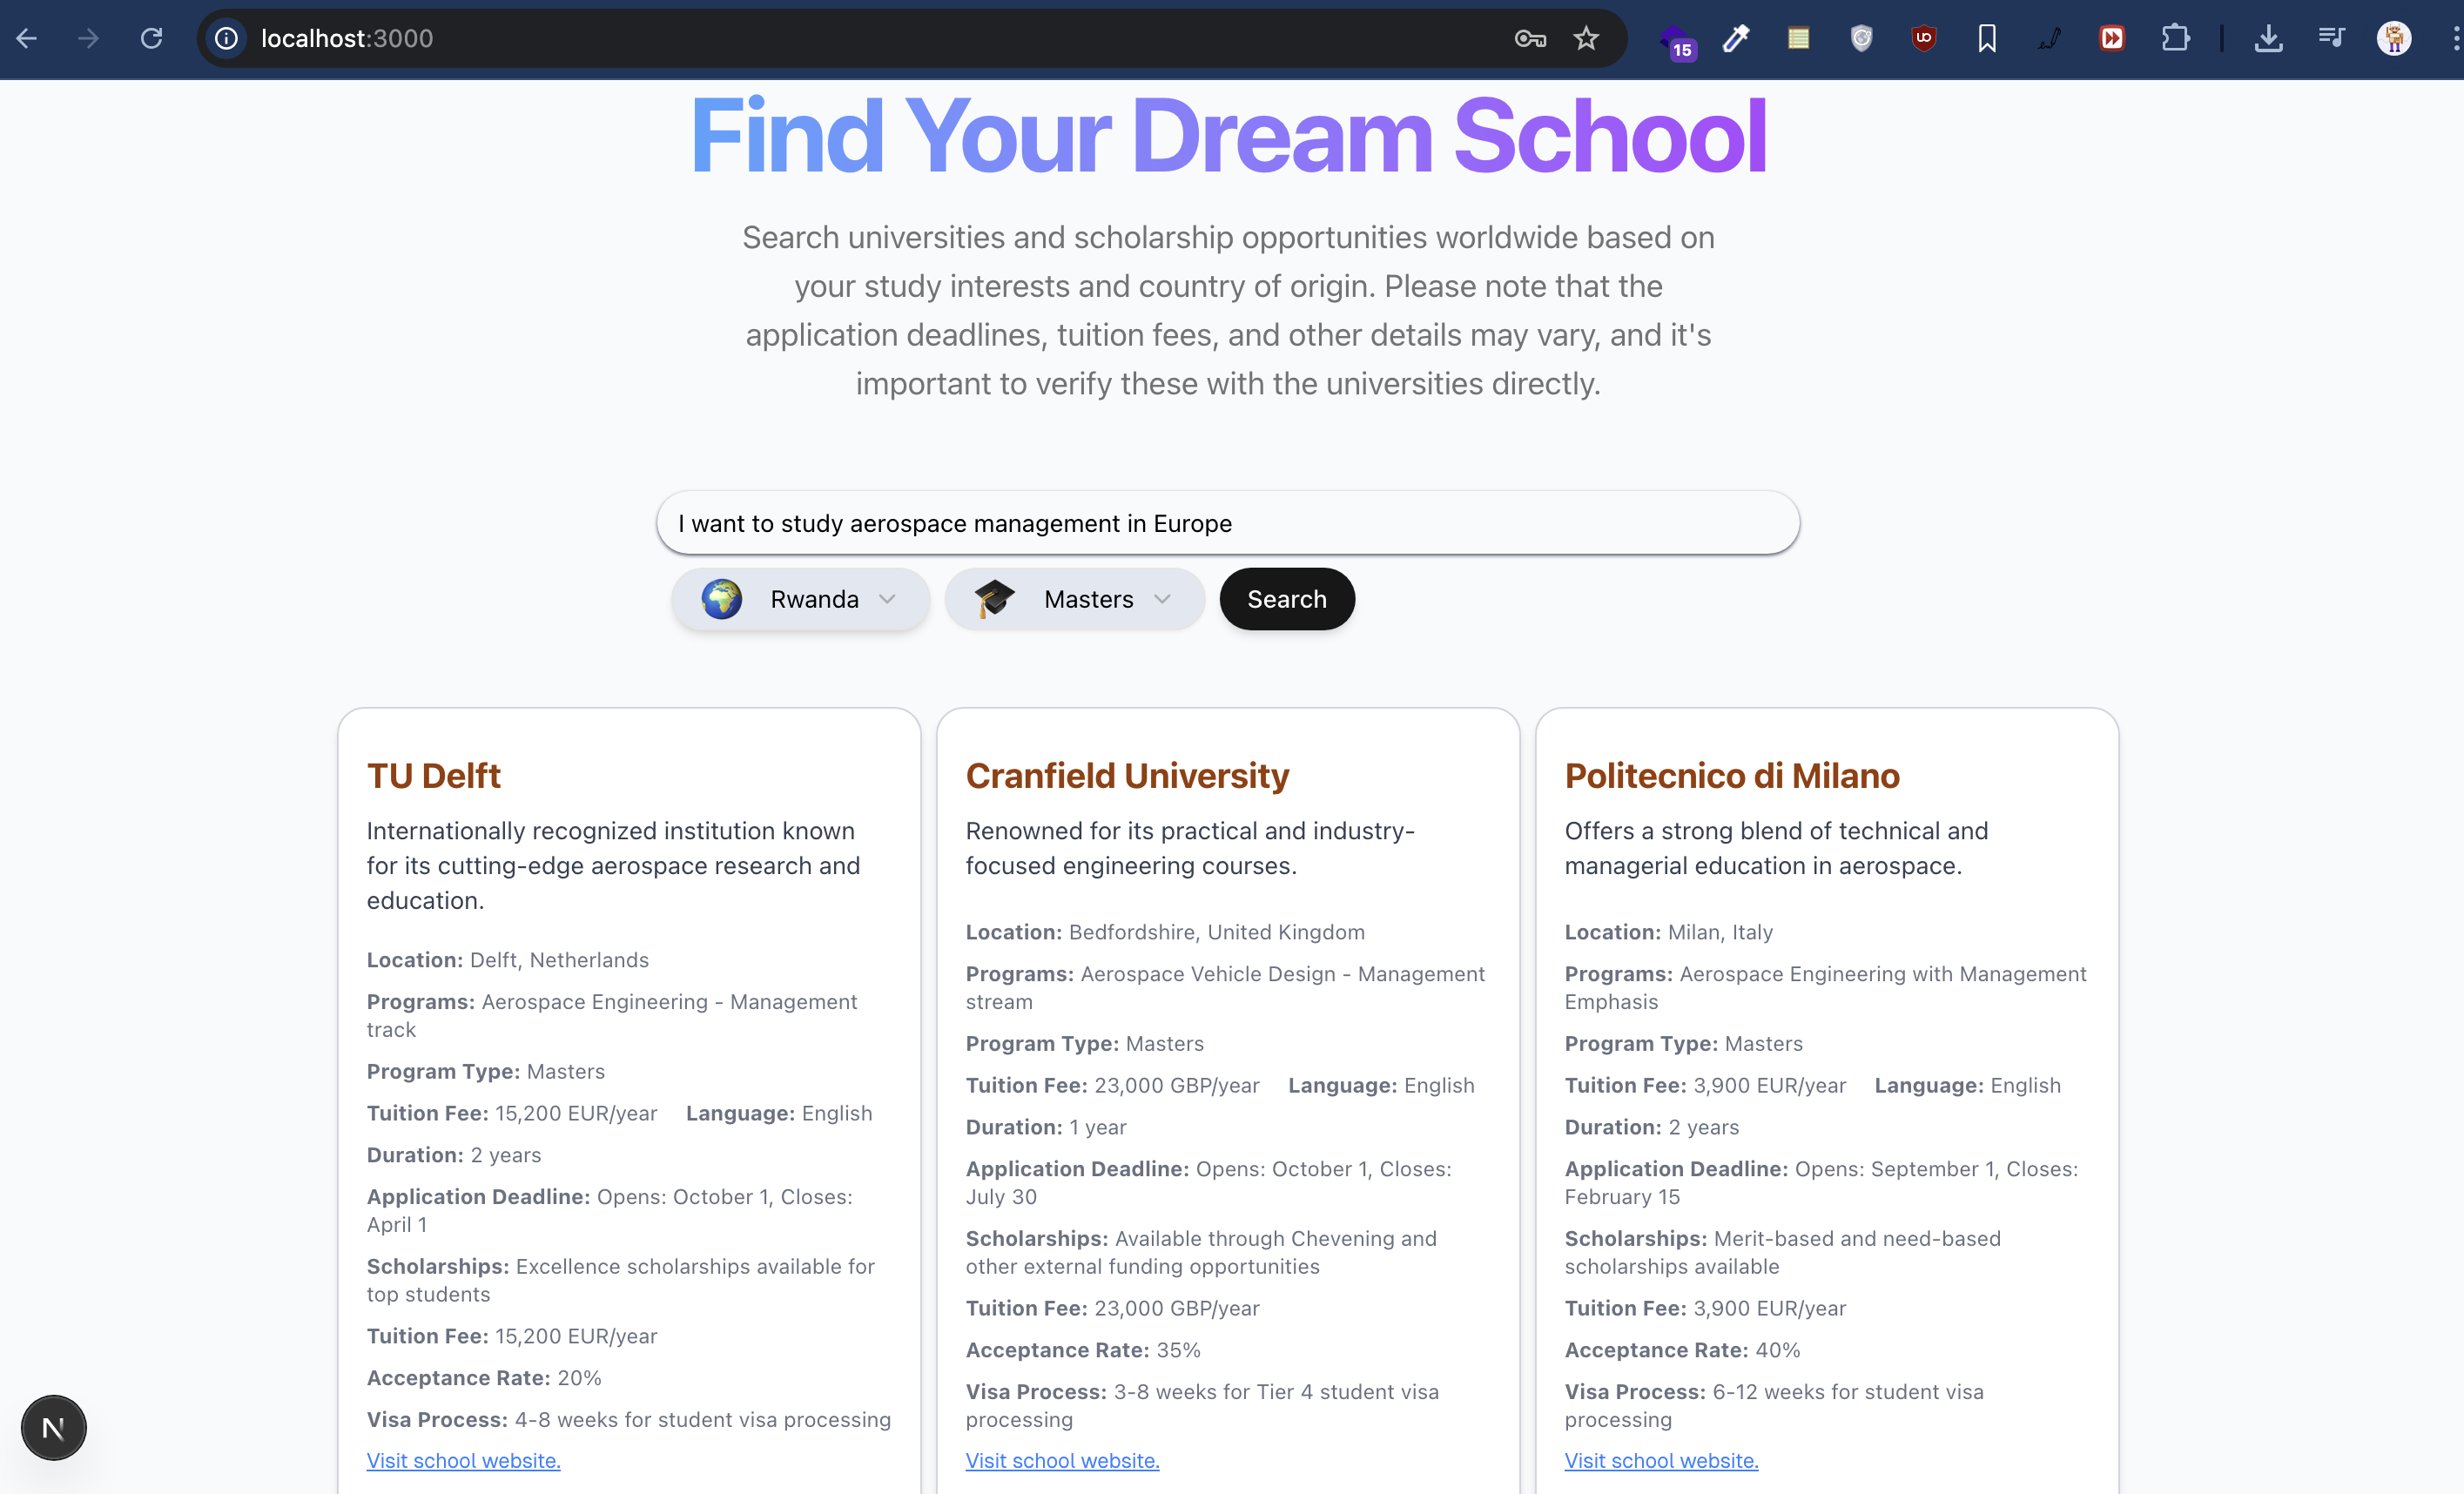 localhost:3000
15
UO
Find Your Dream School
Search universities and scholarship opportunities worldwide based on
your study interests and country of origin. Please note that the
application deadlines, tuition fees, and other details may vary, and it's
important to verify these with the universities directly.
I want to study aerospace management in Europe
Rwanda
Masters
Search
TU Delft
Internationally recognized institution known
for its cutting-edge aerospace research and
education.
Location: Delft, Netherlands
Programs: Aerospace Engineering - Management
track
Program Type: Masters
Tuition Fee: 15,200 EUR/year Language: English
Duration: 2 years
Application Deadline: Opens: October 1, Closes:
April 1
Scholarships: Excellence scholarships available for
top students
Tuition Fee: 15,200 EUR/year
Acceptance Rate: 20%
Visa Process: 4-8 weeks for student visa processing
Visit school website.
Cranfield University
Renowned for its practical and industry-
focused engineering courses.
Location: Bedfordshire, United Kingdom
Programs: Aerospace Vehicle Design - Management
stream
Program Type: Masters
Tuition Fee: 23,000 GBP/year Language: English
Duration: 1 year
Application Deadline: Opens: October 1, Closes:
July 30
Scholarships: Available through Chevening and
other external funding opportunities
Tuition Fee: 23,000 GBP/year
Acceptance Rate: 35%
Visa Process: 3-8 weeks for Tier 4 student visa
processing
Visit school website.
Politecnico di Milano
Offers a strong blend of technical and
managerial education in aerospace.
Location: Milan, Italy
Programs: Aerospace Engineering with Management
Emphasis
Program Type: Masters
Tuition Fee: 3,900 EUR/year Language: English
Duration: 2 years
Application Deadline: Opens: September 1, Closes:
February 15
Scholarships: Merit-based and need-based
scholarships available
Tuition Fee: 3,900 EUR/year
Acceptance Rate: 40%
Visa Process: 6-12 weeks for student visa
processing
Visit school website.
N